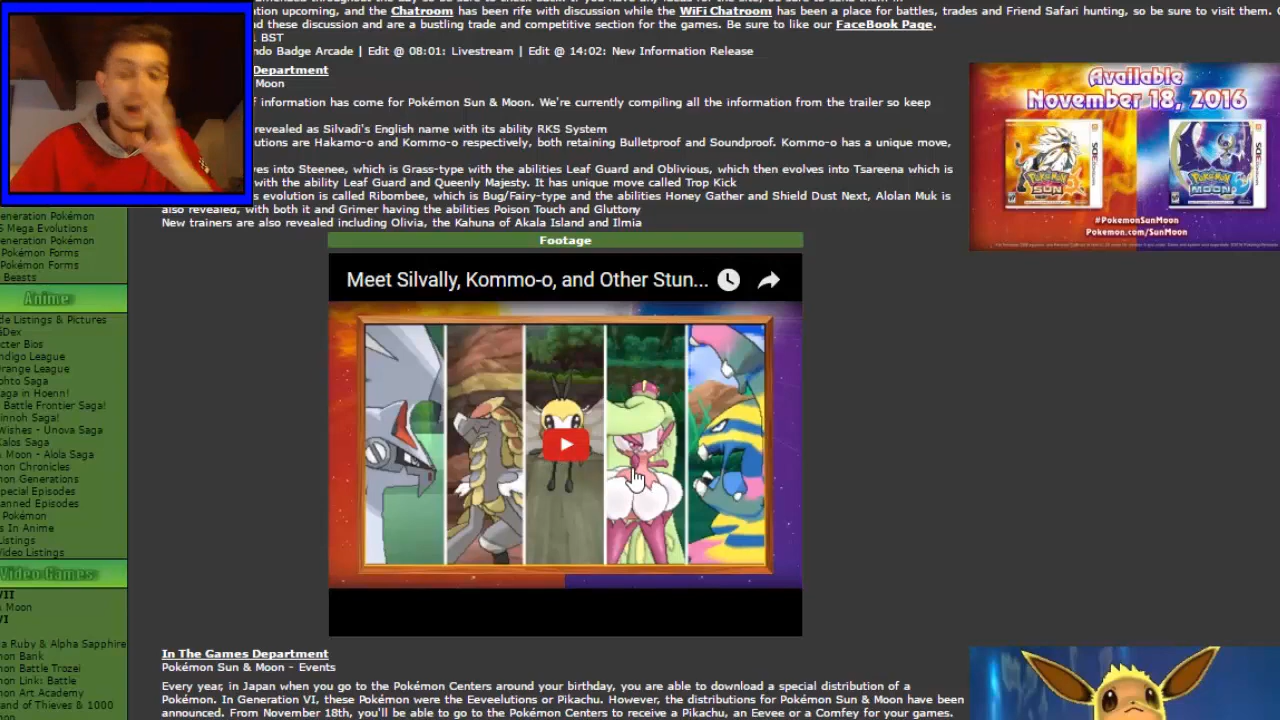 ation upcoming, and the Chatroom has been rife with discussion while the WiFi Chatroom has been a place for battles, trades and Friend Safari hunting, so be sure to visit them.
nd these discussion and are a bustling trade and competitive section for the games. Be sure to like our FaceBook Page.
BST
ndo Badge Arcade | Edit @ 08:01: Livestream | Edit @ 14:02: New Information Release
Department
Moon
f information has come for Pokémon Sun & Moon. We're currently compiling all the information from the trailer so keep
revealed as Silvadi's English name with its ability RKS System
utions are Hakamo-o and Kommo-o respectively, both retaining Bulletproof and Soundproof. Kommo-o has a unique move,
ves into Steenee, which is Grass-type with the abilities Leaf Guard and Oblivious, which then evolves into Tsareena which is
with the ability Leaf Guard and Queenly Majesty. It has unique move called Trop Kick
s evolution is called Ribombee, which is Bug/Fairy-type and the abilities Honey Gather and Shield Dust Next, Alolan Muk is
also revealed, with both it and Grimer having the abilities Poison Touch and Gluttony
New trainers are also revealed including Olivia, the Kahuna of Akala Island and Ilmia
Footage
Meet Silvally, Kommo-o, and Other Stun...
In The Games Department
Pokémon Sun & Moon - Events
Every year, in Japan when you go to the Pokémon Centers around your birthday, you are able to download a special distribution of a
Pokémon. In Generation VI, these Pokémon were the Eeveelutions or Pikachu. However, the distributions for Pokémon Sun & Moon have been
announced. From November 18th, you'll be able to go to the Pokémon Centers to receive a Pikachu, an Eevee or a Comfey for your games.
eneration Pokémon
S Mega Evolutions
eneration Pokémon
Pokémon Forms
Pokémon Forms
Beasts
Anime:
de Listings & Pictures
éDex
cter Bios
ndigo League
range League
ohto Saga
aga in Hoenn!
Battle Frontier Saga!
innoh Saga!
Wishes - Unova Saga
Kalos Saga
Moon - Alola Saga
on Chronicles
on Generations
pecial Episodes
anned Episodes
Pokémon
s In Anime
Listings
Video Listings
Video Games:
VII
Moon
VI
a Ruby & Alpha Sapphire
mon Bank
on Battle Trozei
on Link: Battle
on Art Academy
and of Thieves & 1000
Available
November 18, 2016
POKéMON SUN
POKéMON MOON
#PokemonSunMoon
Pokemon.com/SunMoon